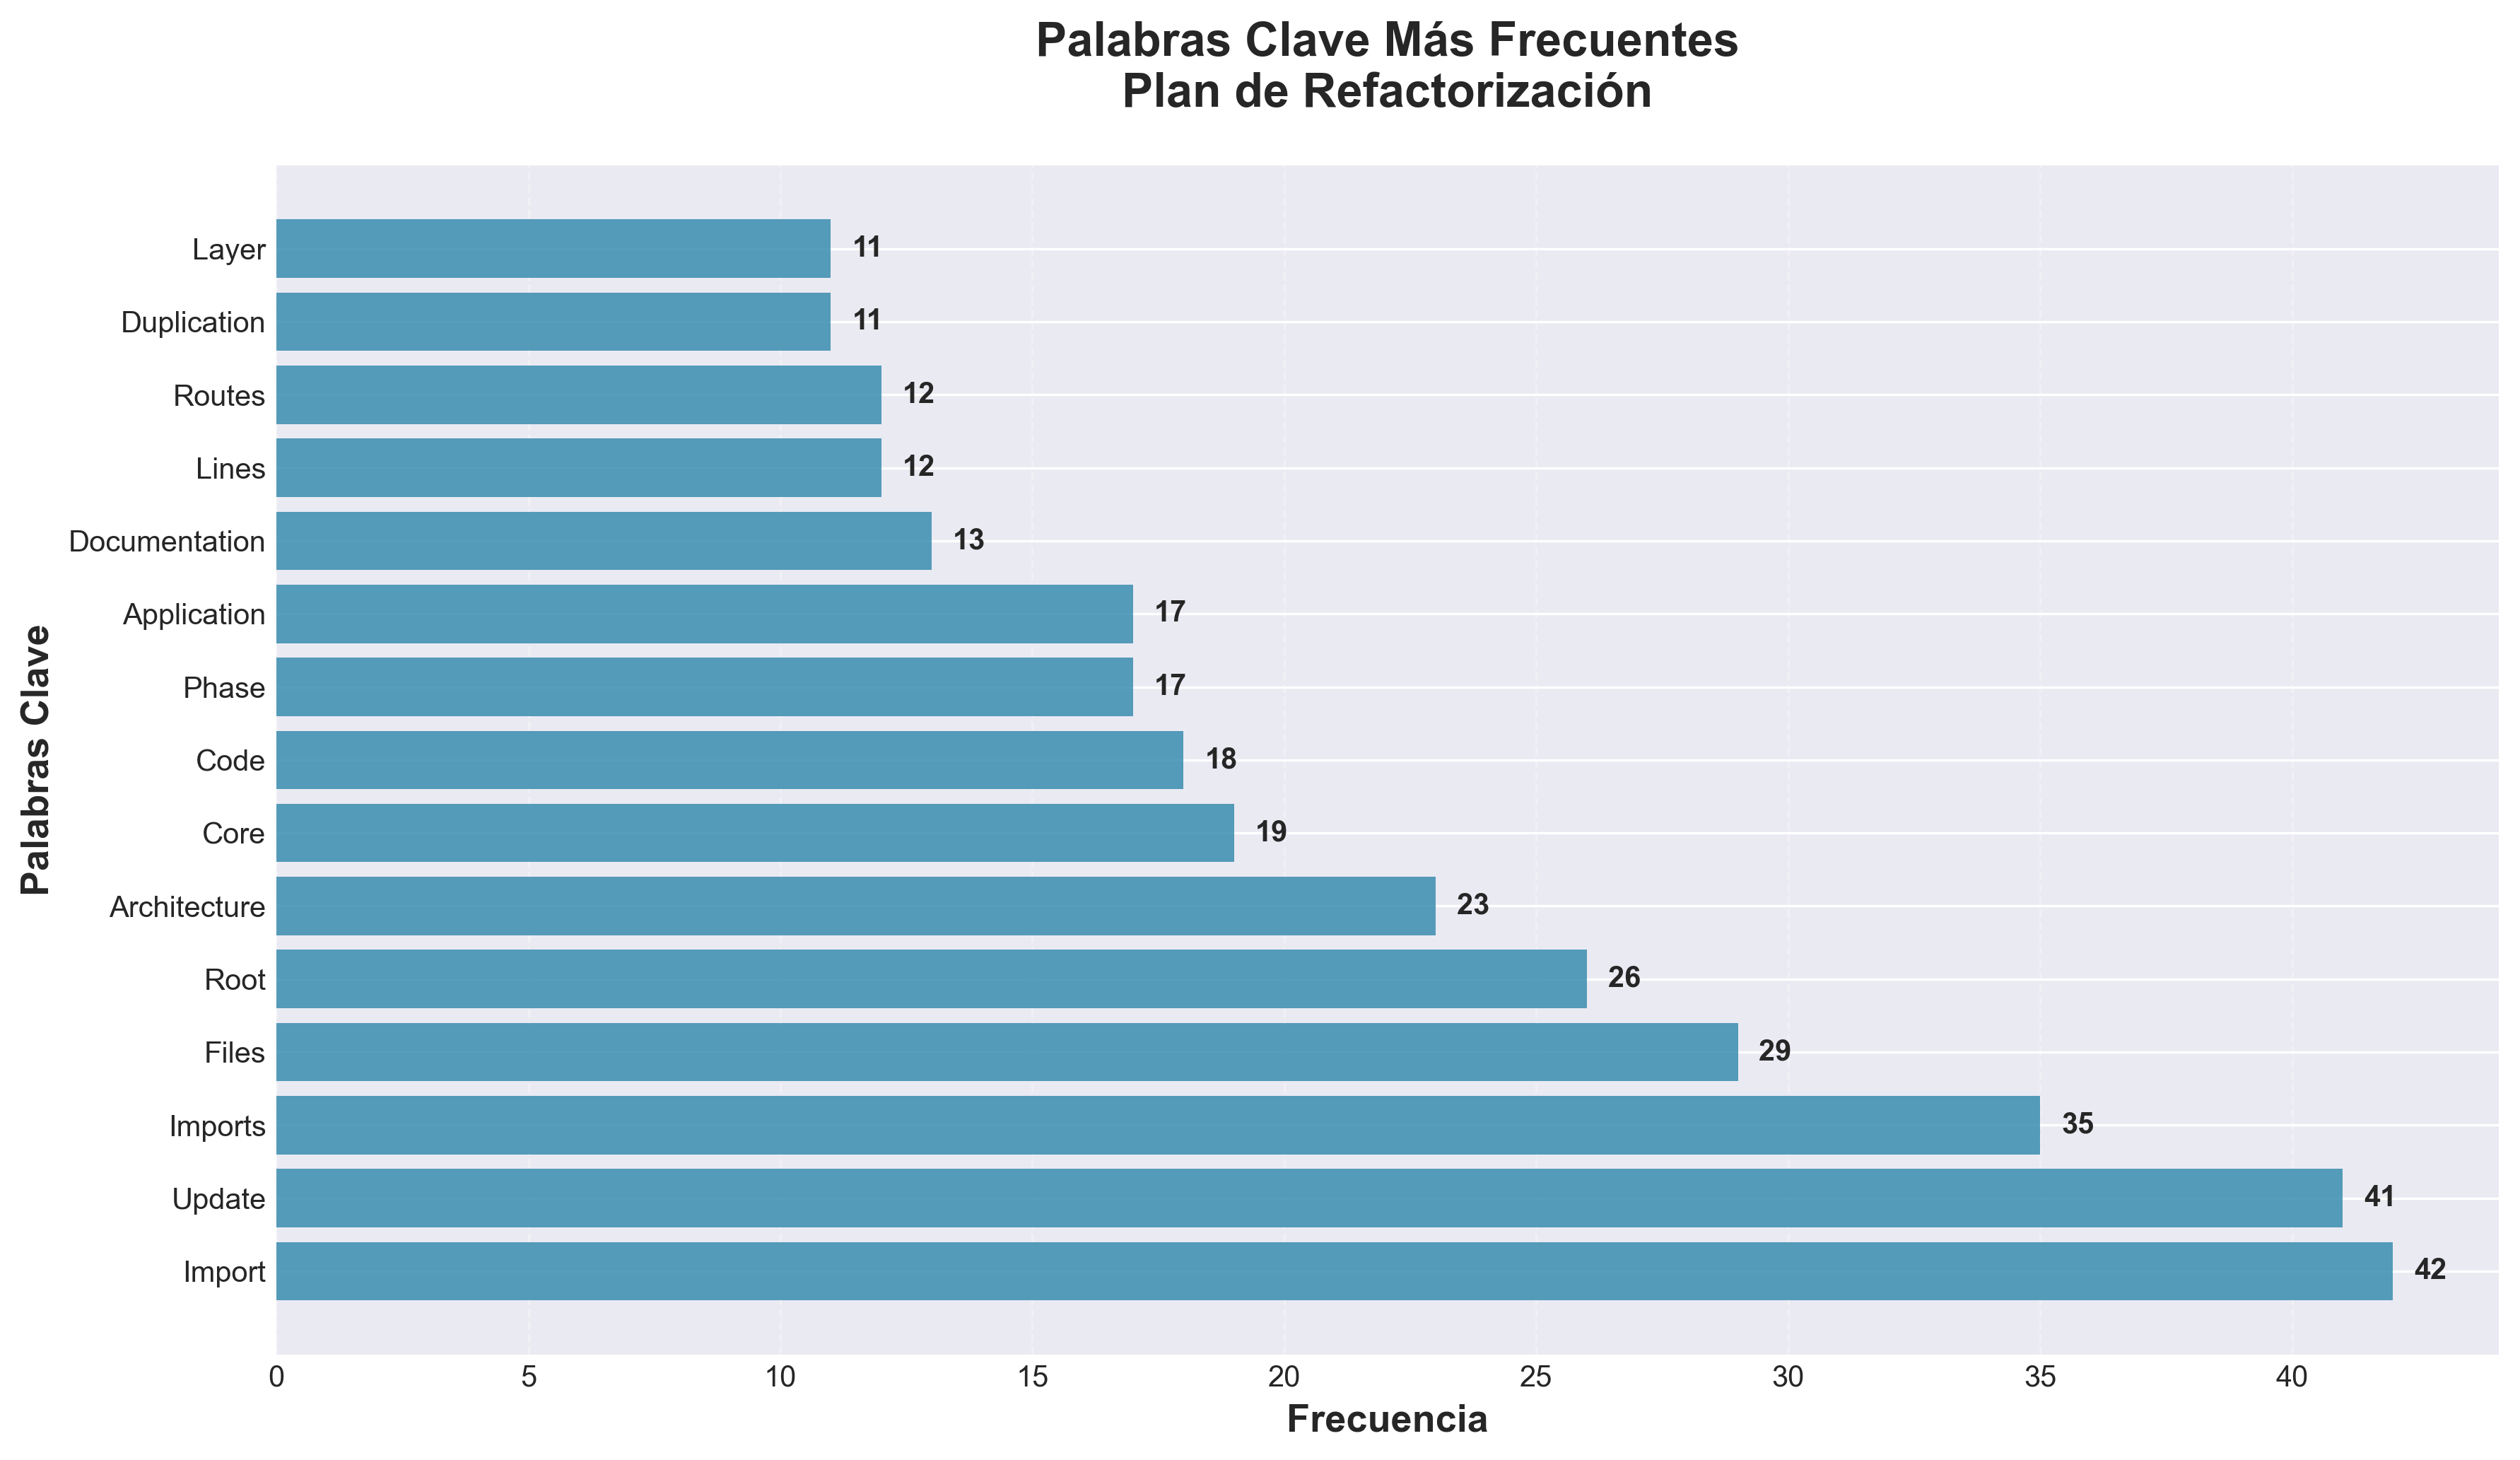 Palabras Clave Más Frecuentes
Plan de Refactorización
Palabras Clave
Layer 11
Duplication 11
Routes 12
Lines 12
Documentation 13
Application 17
Phase 17
Code 18
Core 19
Architecture 23
Root 26
Files 29
Imports 35
Update 41
Import 42
0 5 10 15 20 25 30 35 40
Frecuencia